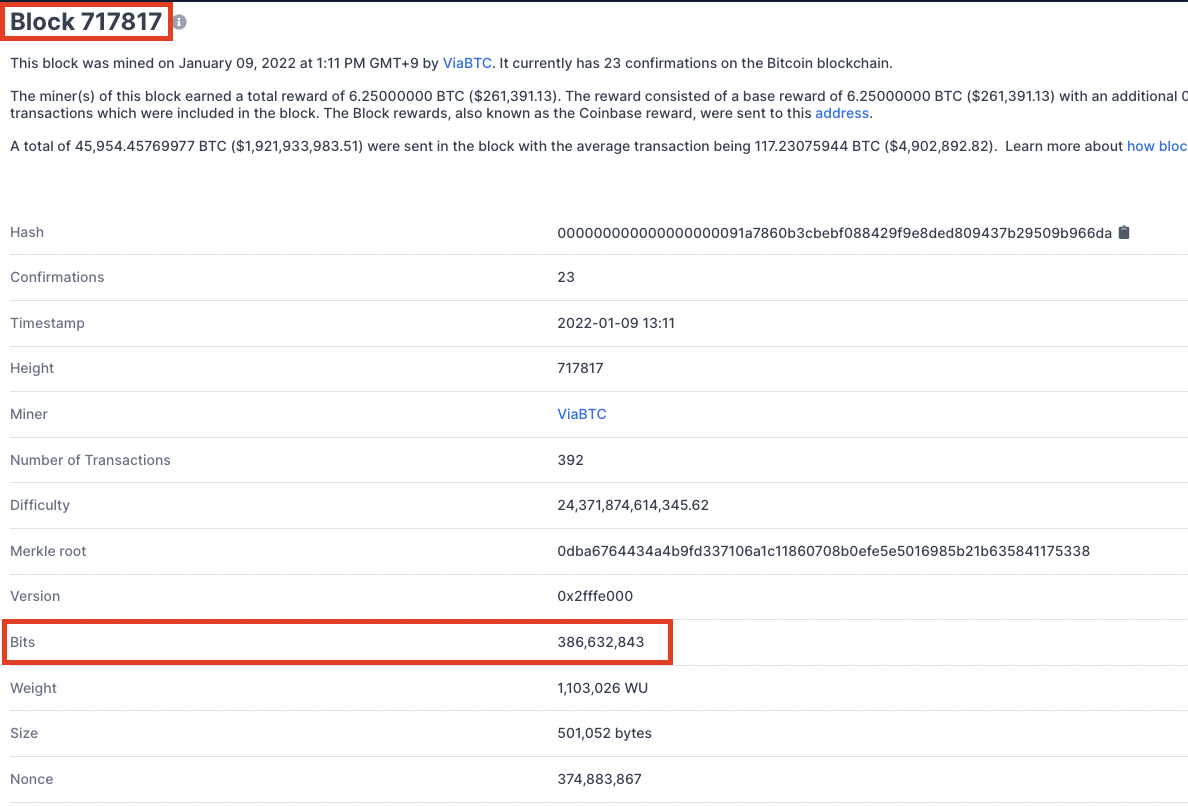 Block 717817
This block was mined on January 09, 2022 at 1:11 PM GMT+9 by ViaBTC. It currently has 23 confirmations on the Bitcoin blockchain.
The miner(s) of this block earned a total reward of 6.25000000 BTC ($261,391.13). The reward consisted of a base reward of 6.25000000 BTC ($261,391.13) with an additional 0
transactions which were included in the block. The Block rewards, also known as the Coinbase reward, were sent to this address.
A total of 45,954.45769977 BTC ($1,921,933,983.51) were sent in the block with the average transaction being 117.23075944 BTC ($4,902,892.82). Learn more about how bloc
Hash 000000000000000000091a7860b3cbebf088429f9e8ded809437b29509b966da
Confirmations 23
Timestamp 2022-01-09 13:11
Height 717817
Miner ViaBTC
Number of Transactions 392
Difficulty 24,371,874,614,345.62
Merkle root 0dba6764434a4b9fd337106a1c11860708b0efe5e5016985b21b635841175338
Version 0x2fffe000
Bits 386,632,843
Weight 1,103,026 WU
Size 501,052 bytes
Nonce 374,883,867